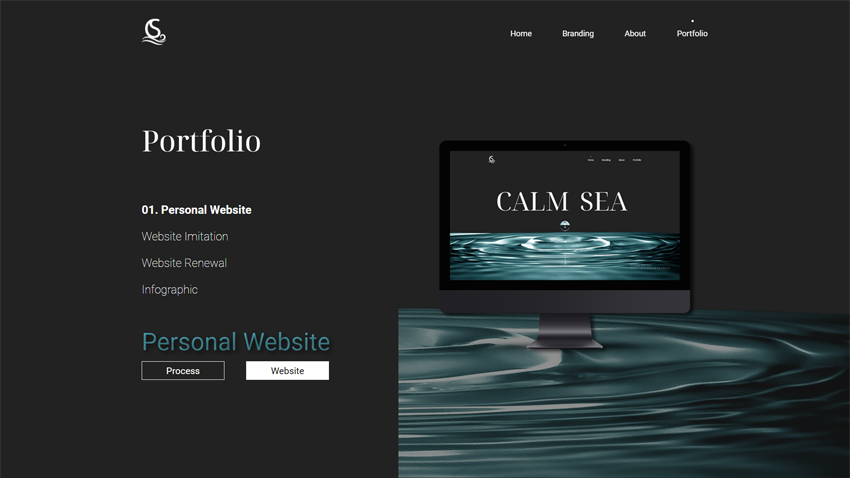 Home Branding About Portfolio
Portfolio
01. Personal Website
Website Imitation
Website Renewal
Infographic
Personal Website
Process Website
Home Branding About Portfolio
CALM SEA